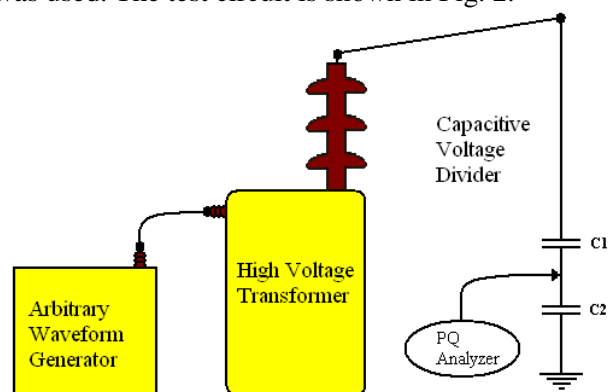 was used. The test circuit is shown in Fig. 2.
Capacitive
Voltage
Divider
C1
High Voltage
Transformer
C2
Arbitrary
Waveform
Generator
PQ
Analyzer